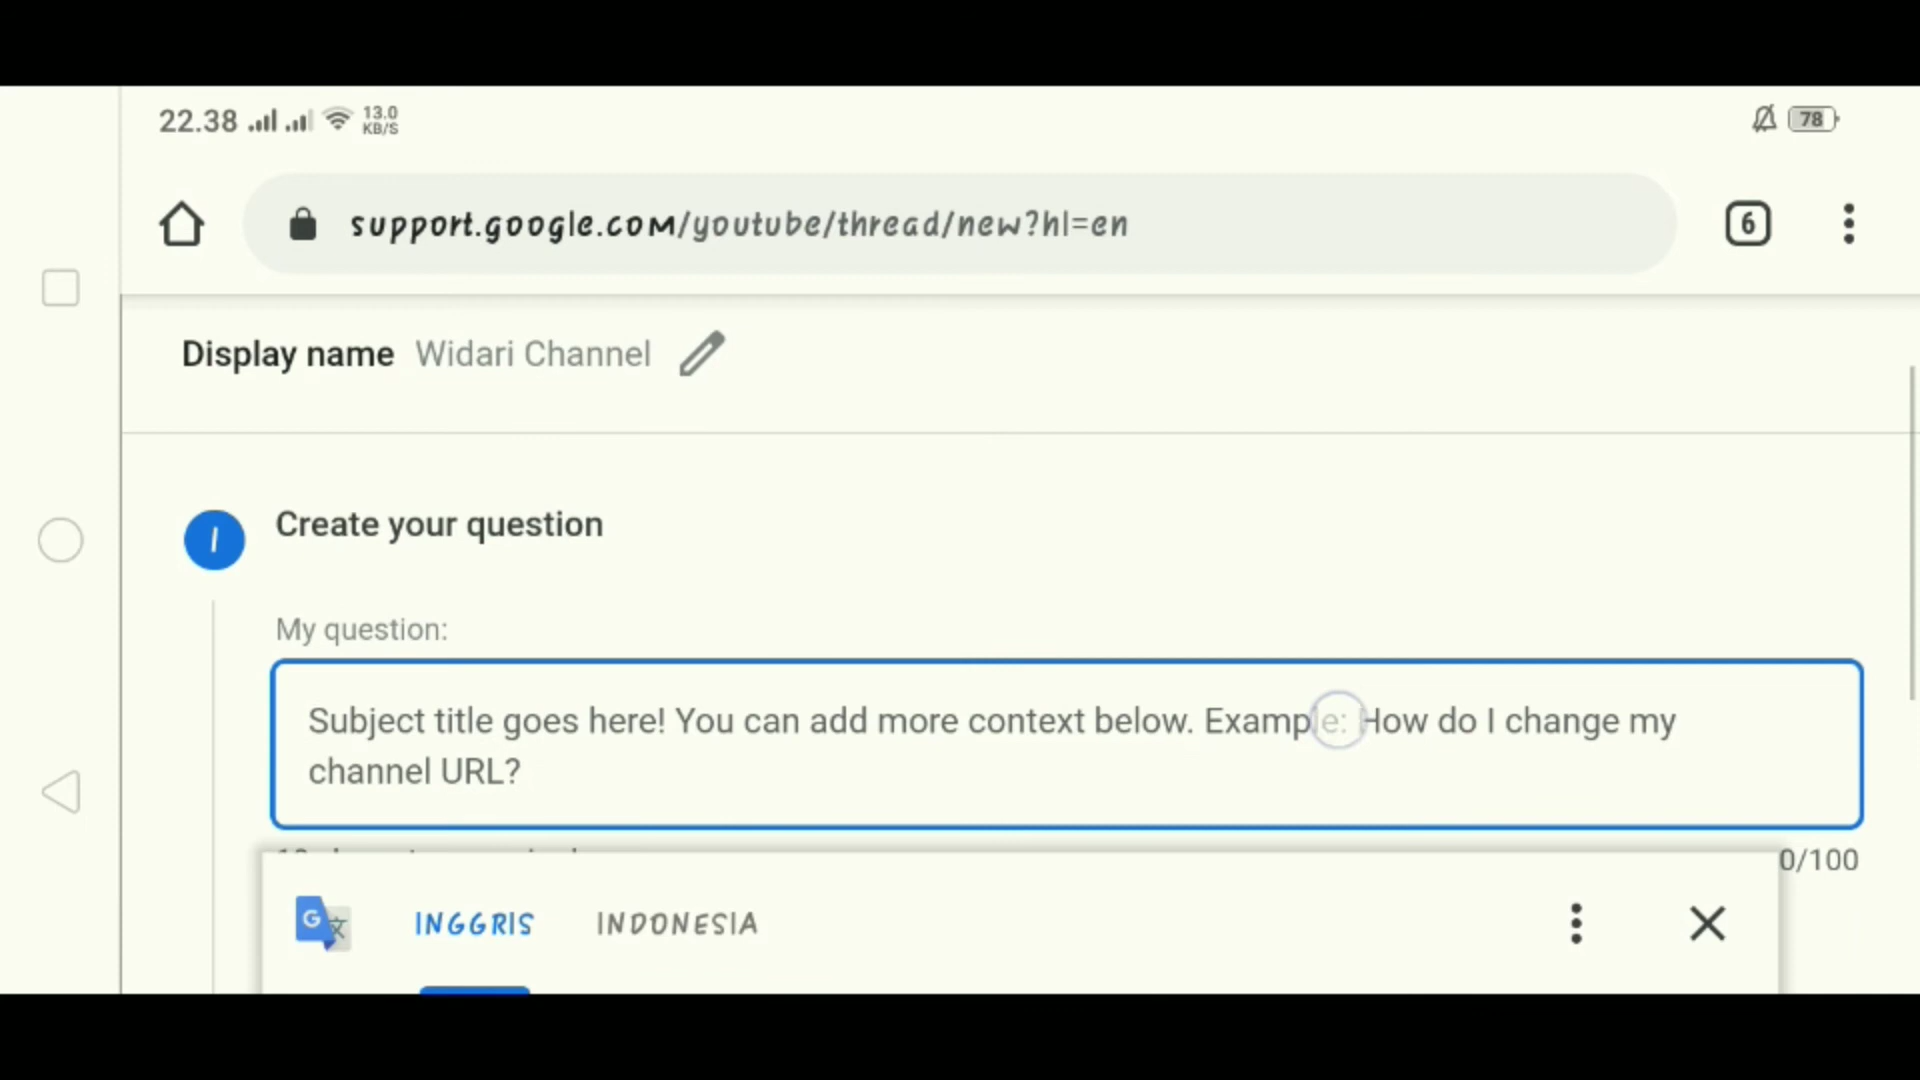 22.38 13.0 KB/S 78
support.google.com/youtube/thread/new?hl=en 6
Display name Widari Channel
1 Create your question
My question:
Subject title goes here! You can add more context below. Example: How do I change my
channel URL?
0/100
G 文 INGGRIS INDONESIA